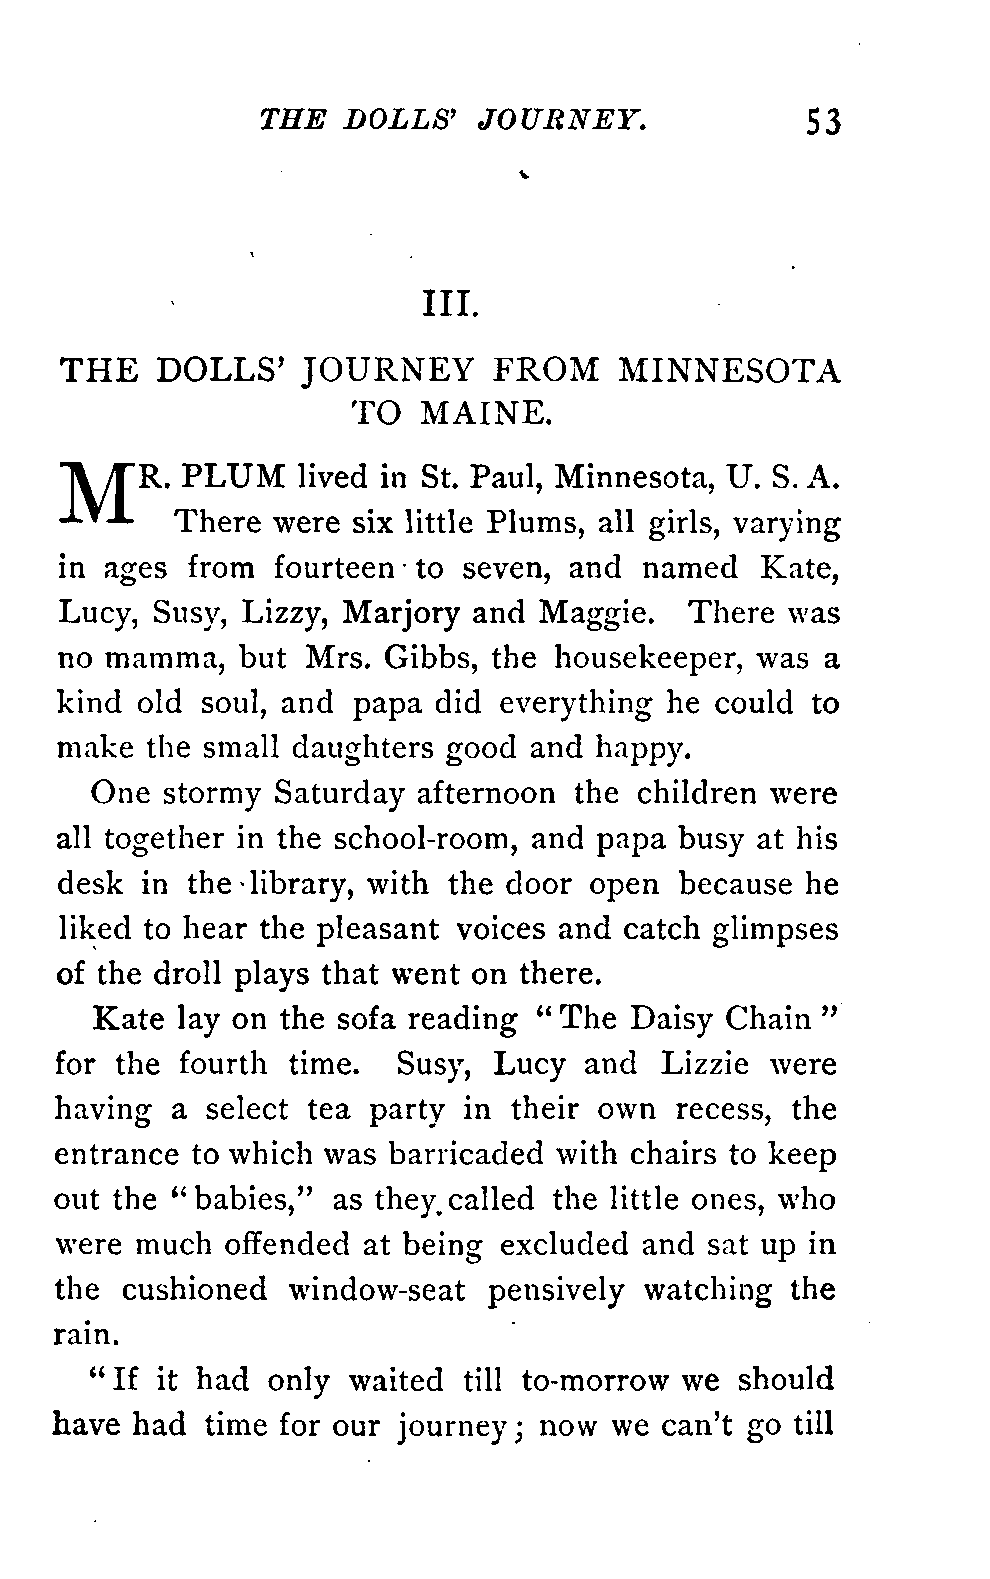 THE DOLLS' JOURNEY. 53
III.
THE DOLLS' JOURNEY FROM MINNESOTA
TO MAINE.
MR. PLUM lived in St. Paul, Minnesota, U. S. A.
There were six little Plums, all girls, varying
in ages from fourteen to seven, and named Kate,
Lucy, Susy, Lizzy, Marjory and Maggie. There was
no mamma, but Mrs. Gibbs, the housekeeper, was a
kind old soul, and papa did everything he could to
make the small daughters good and happy.
One stormy Saturday afternoon the children were
all together in the school-room, and papa busy at his
desk in the library, with the door open because he
liked to hear the pleasant voices and catch glimpses
of the droll plays that went on there.
Kate lay on the sofa reading "The Daisy Chain"
for the fourth time. Susy, Lucy and Lizzie were
having a select tea party in their own recess, the
entrance to which was barricaded with chairs to keep
out the "babies," as they called the little ones, who
were much offended at being excluded and sat up in
the cushioned window-seat pensively watching the
rain.
"If it had only waited till to-morrow we should
have had time for our journey; now we can't go till